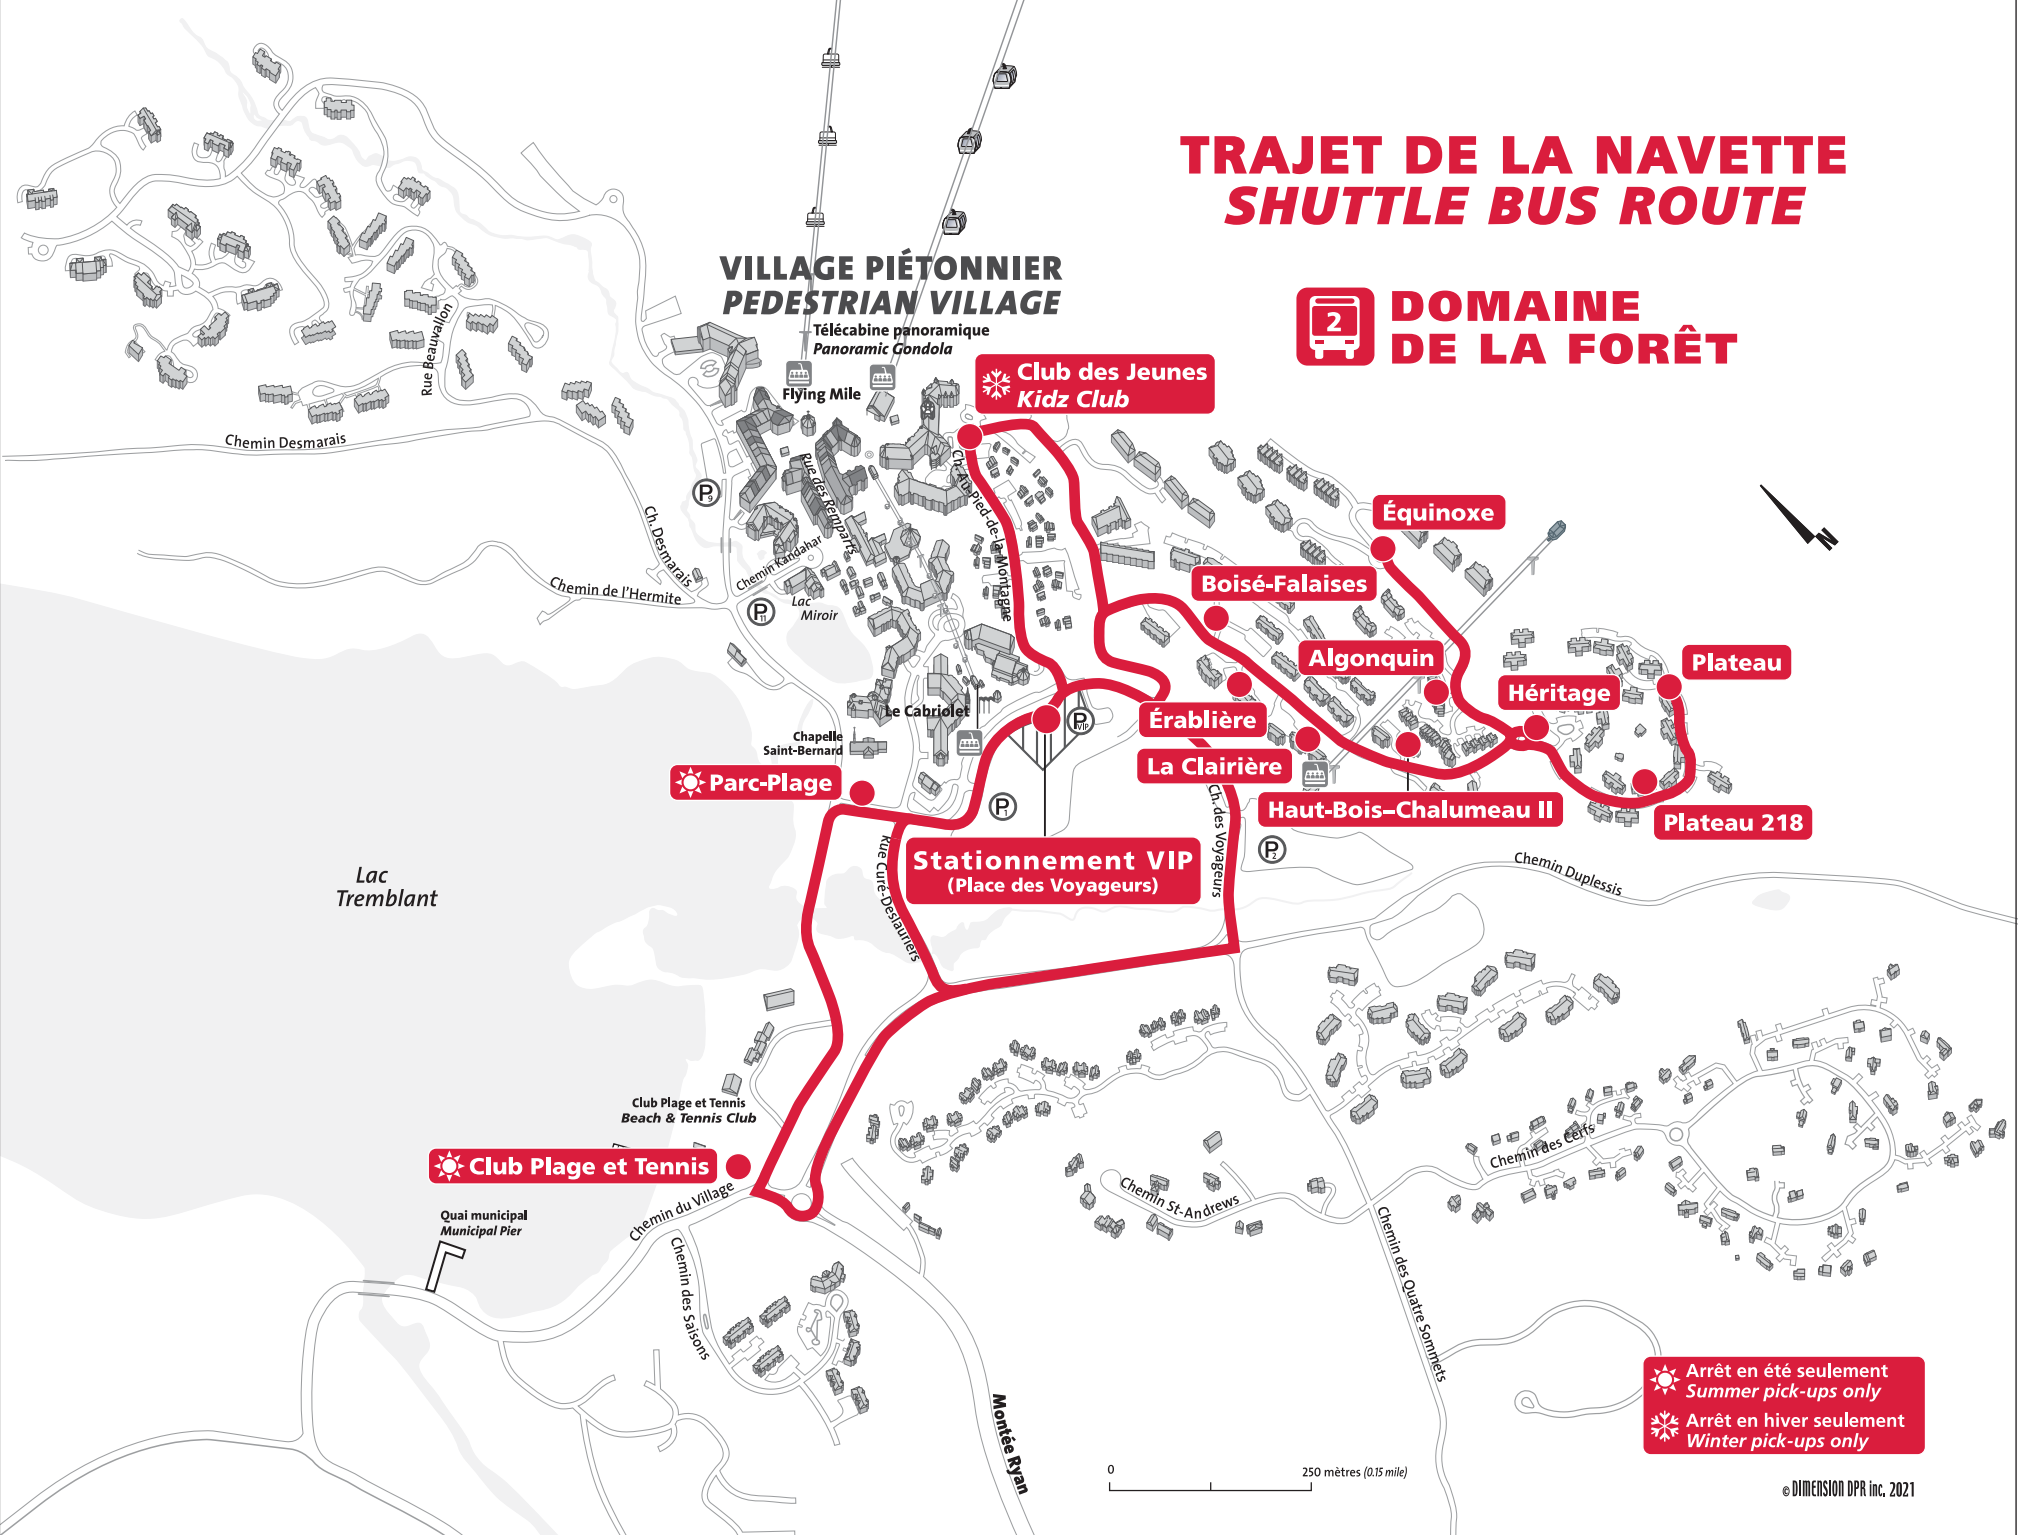 TRAJET DE LA NAVETTE
SHUTTLE BUS ROUTE
2
DOMAINE
DE LA FORÊT
VILLAGE PIÉTONNIER
PEDESTRIAN VILLAGE
Télécabine panoramique
Panoramic Gondola
Flying Mile
Club des Jeunes
Kidz Club
Rue Beauvallon
Chemin Desmarais
Ch. Desmarais
P9
Rue des Remparts
Ch. Au-Pied-de-la-Montagne
Équinoxe
N
Chemin Kandahar
Chemin de l'Hermite
P11
Lac
Miroir
Boisé-Falaises
Algonquin
Héritage
Plateau
Érablière
La Clairière
Haut-Bois–Chalumeau II
Plateau 218
Le Cabriolet
PVIP
Chapelle
Saint-Bernard
Parc-Plage
P1
Stationnement VIP
(Place des Voyageurs)
Rue Curé-Deslauriers
Ch. des Voyageurs
P2
Chemin Duplessis
Lac
Tremblant
Club Plage et Tennis
Beach & Tennis Club
Club Plage et Tennis
Chemin du Village
Quai municipal
Municipal Pier
Chemin des Saisons
Chemin St-Andrews
Chemin des Cerfs
Chemin des Quatre Sommets
Montée Ryan
Arrêt en été seulement
Summer pick-ups only
Arrêt en hiver seulement
Winter pick-ups only
0
250 mètres (0.15 mile)
© DIMENSION DPR inc. 2021